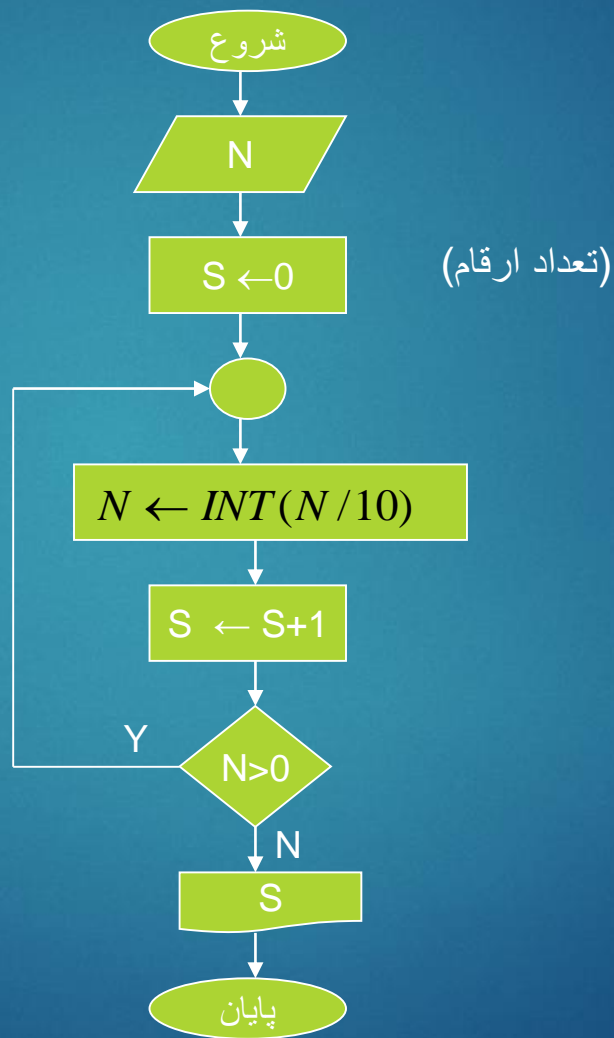 شروع
N
S ←0
(تعداد ارقام)
N ← INT(N/10)
S ← S+1
Y
N>0
N
S
پایان